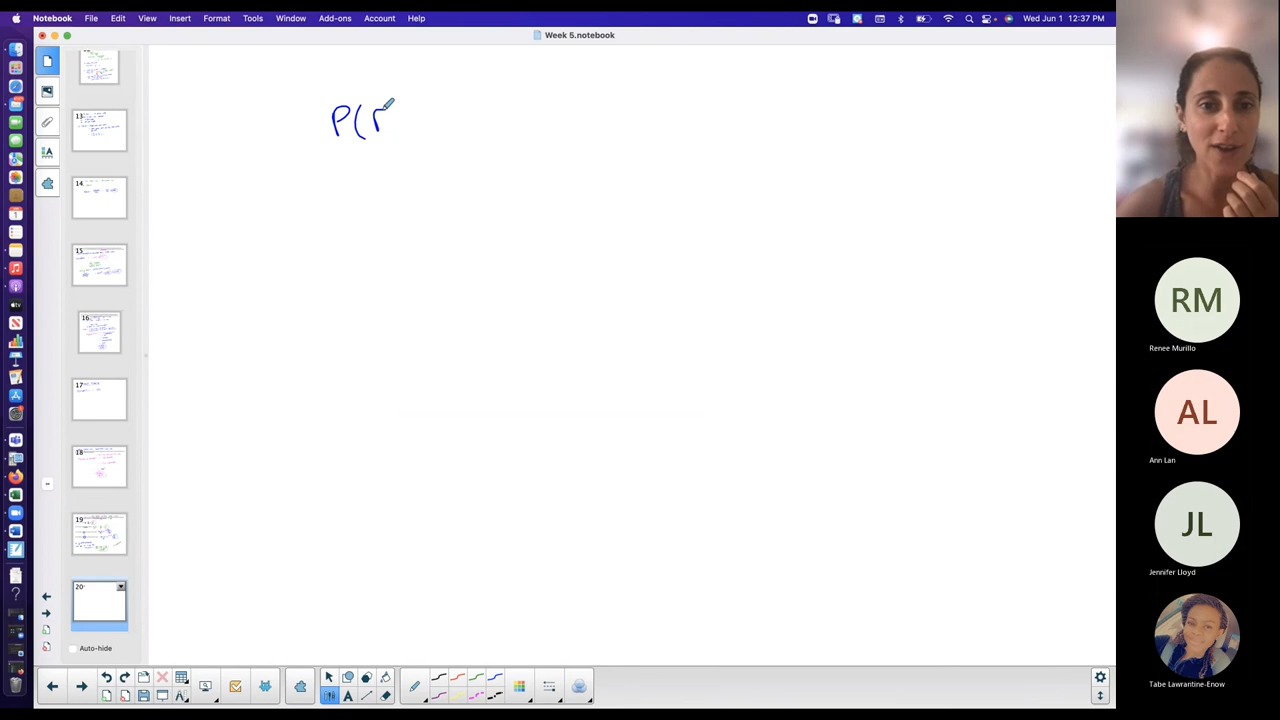 Notebook File Edit View Insert Format Tools Window Add-ons Account Help Wed Jun 1 12:37 PM
Week 5.notebook
P(r
13
14
15
16
17
18
19
20
Auto-hide
RM
Renee Murillo
AL
Ann Lan
JL
Jennifer Lloyd
Tabe Lawrantine-Enow